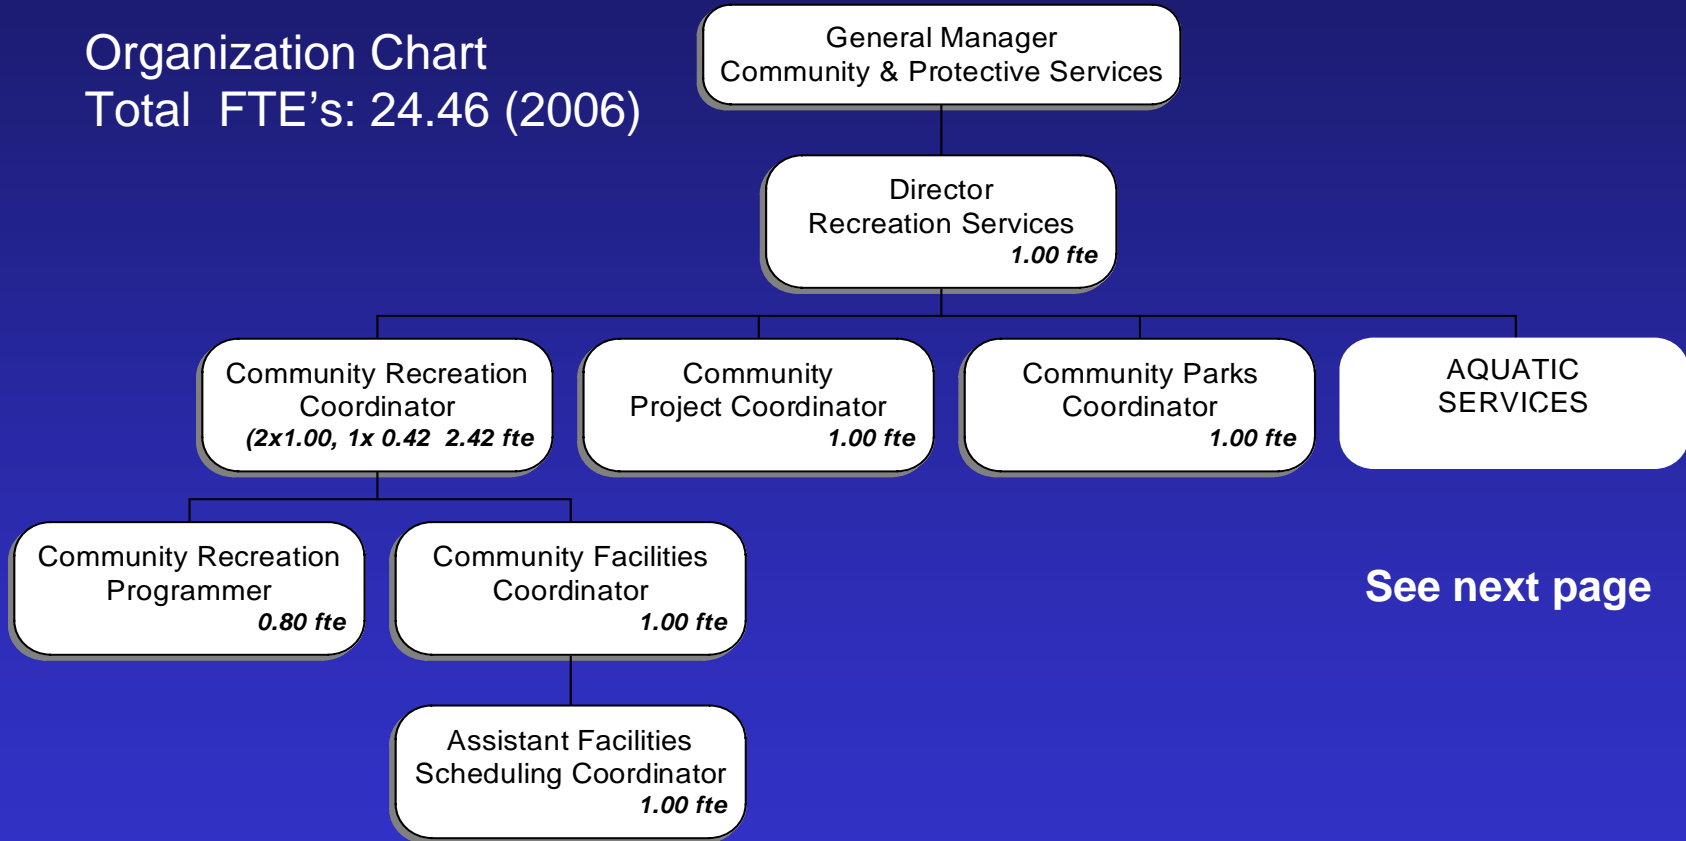 Organization Chart
Total FTE's: 24.46 (2006)
General Manager
Community & Protective Services
Director
Recreation Services
1.00 fte
Community Recreation
Coordinator
(2x1.00, 1x 0.42 2.42 fte
Community
Project Coordinator
1.00 fte
Community Parks
Coordinator
1.00 fte
AQUATIC
SERVICES
Community Recreation
Programmer
0.80 fte
Community Facilities
Coordinator
1.00 fte
See next page
Assistant Facilities
Scheduling Coordinator
1.00 fte